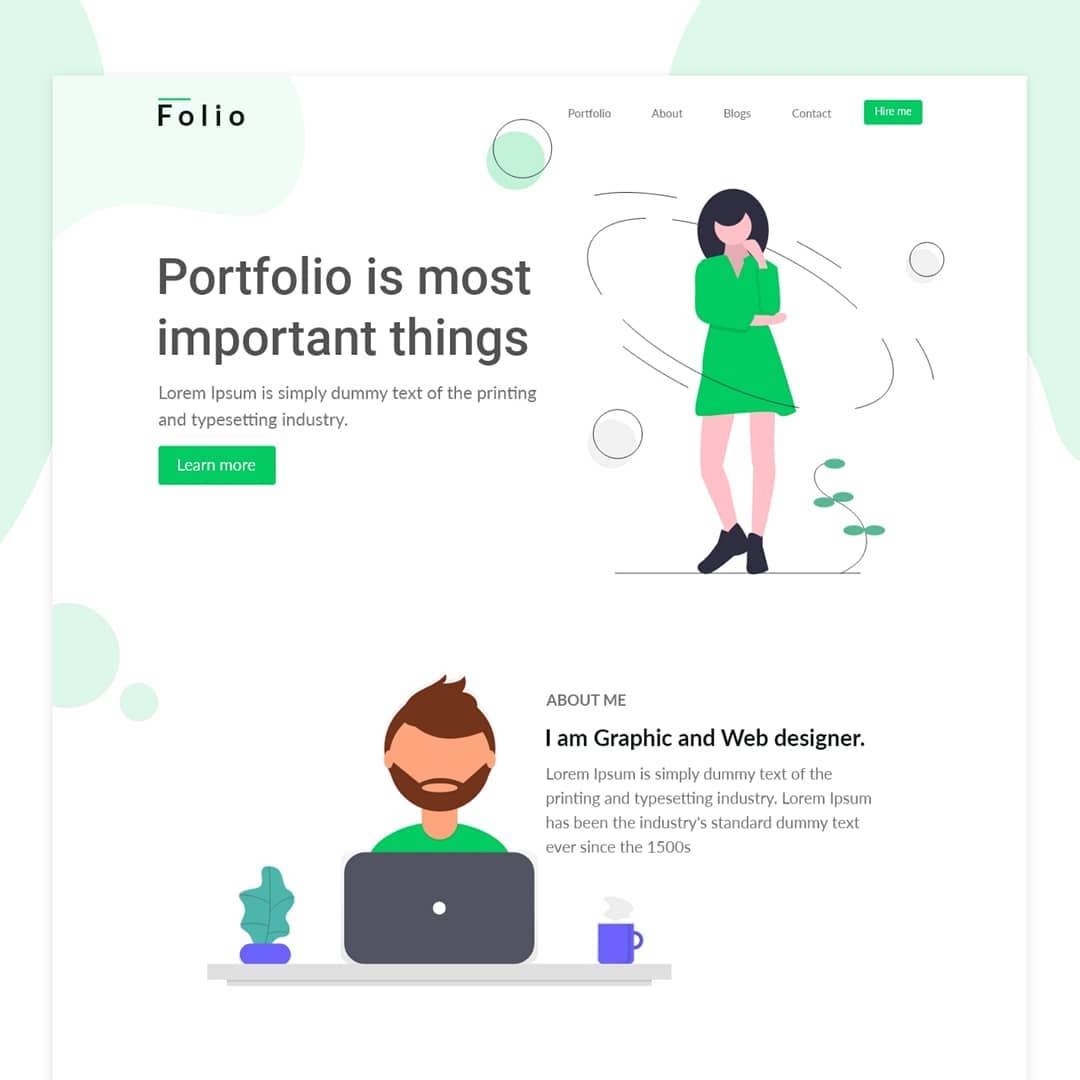 Folio
Portfolio About Blogs Contact Hire me
Portfolio is most
important things
Lorem Ipsum is simply dummy text of the printing
and typesetting industry.
Learn more
ABOUT ME
I am Graphic and Web designer.
Lorem Ipsum is simply dummy text of the
printing and typesetting industry. Lorem Ipsum
has been the industry's standard dummy text
ever since the 1500s